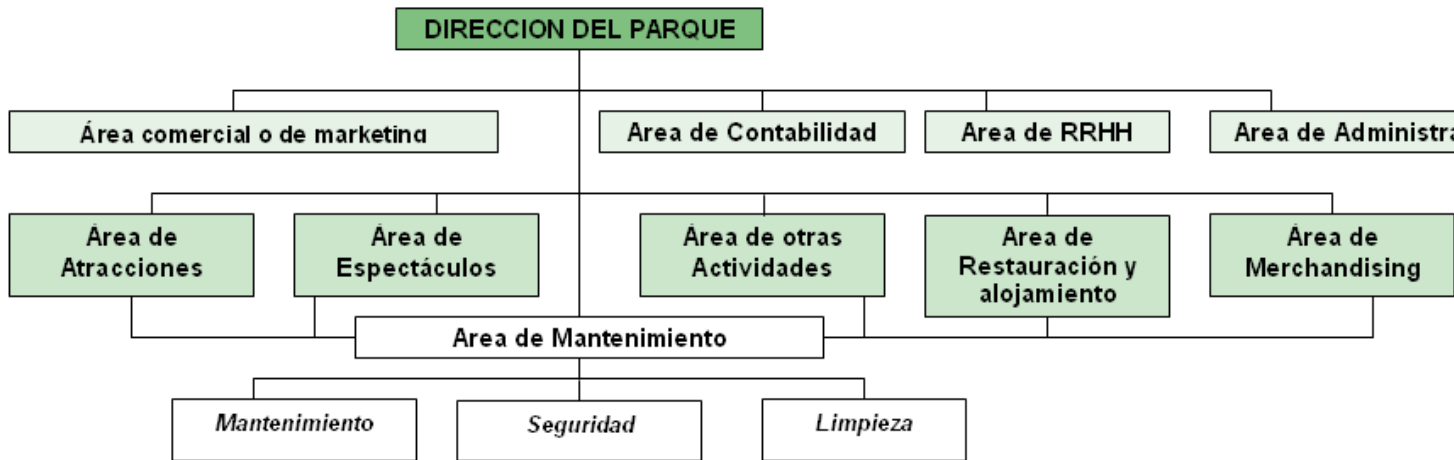 DIRECCION DEL PARQUE
Área comercial o de marketing
Area de Contabilidad
Area de RRHH
Area de Administra
Área de
Atracciones
Área de
Espectáculos
Área de otras
Actividades
Area de
Restauración y
alojamiento
Área de
Merchandising
Area de Mantenimiento
Mantenimiento
Seguridad
Limpieza